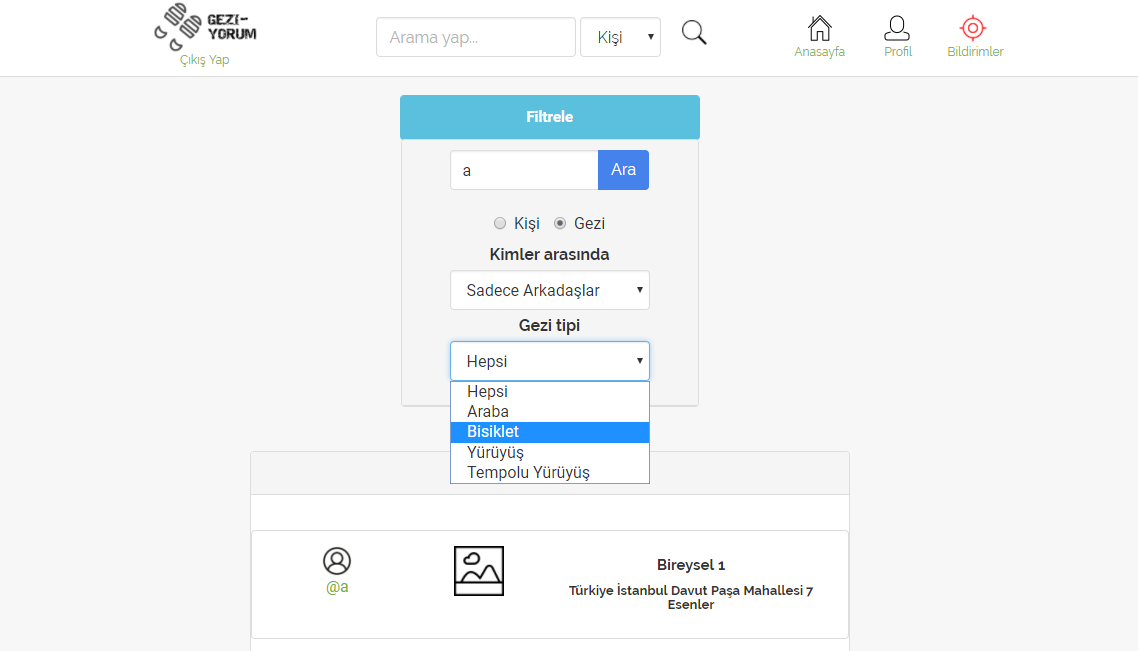 GEZİ-
YORUM
Çıkış Yap
Arama yap...
Kişi
Anasayfa
Profil
Bildirimler
Filtrele
a
Ara
Kişi
Gezi
Kimler arasında
Sadece Arkadaşlar
Gezi tipi
Hepsi
Hepsi
Araba
Bisiklet
Yürüyüş
Tempolu Yürüyüş
@a
Bireysel 1
Türkiye İstanbul Davut Paşa Mahallesi 7
Esenler